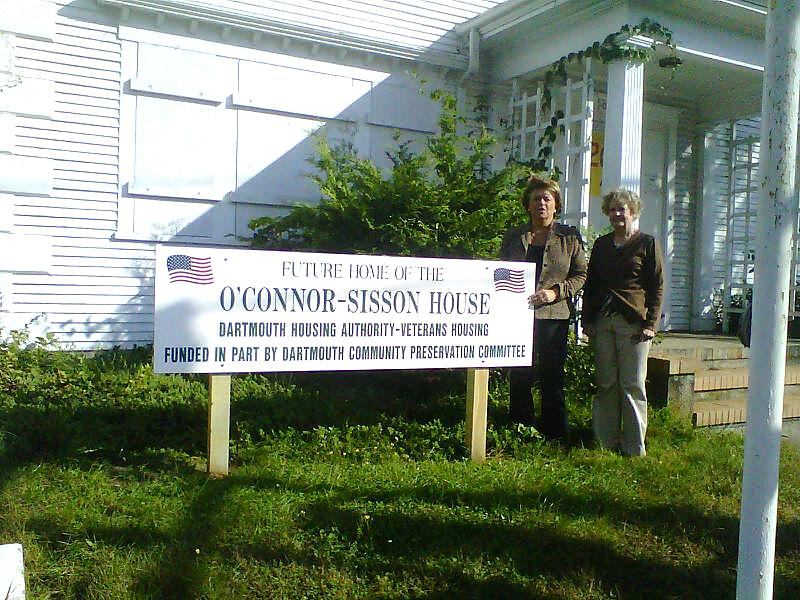 FUTURE HOME OF THE
O'CONNOR-SISSON HOUSE
DARTMOUTH HOUSING AUTHORITY-VETERANS HOUSING
FUNDED IN PART BY DARTMOUTH COMMUNITY PRESERVATION COMMITTEE